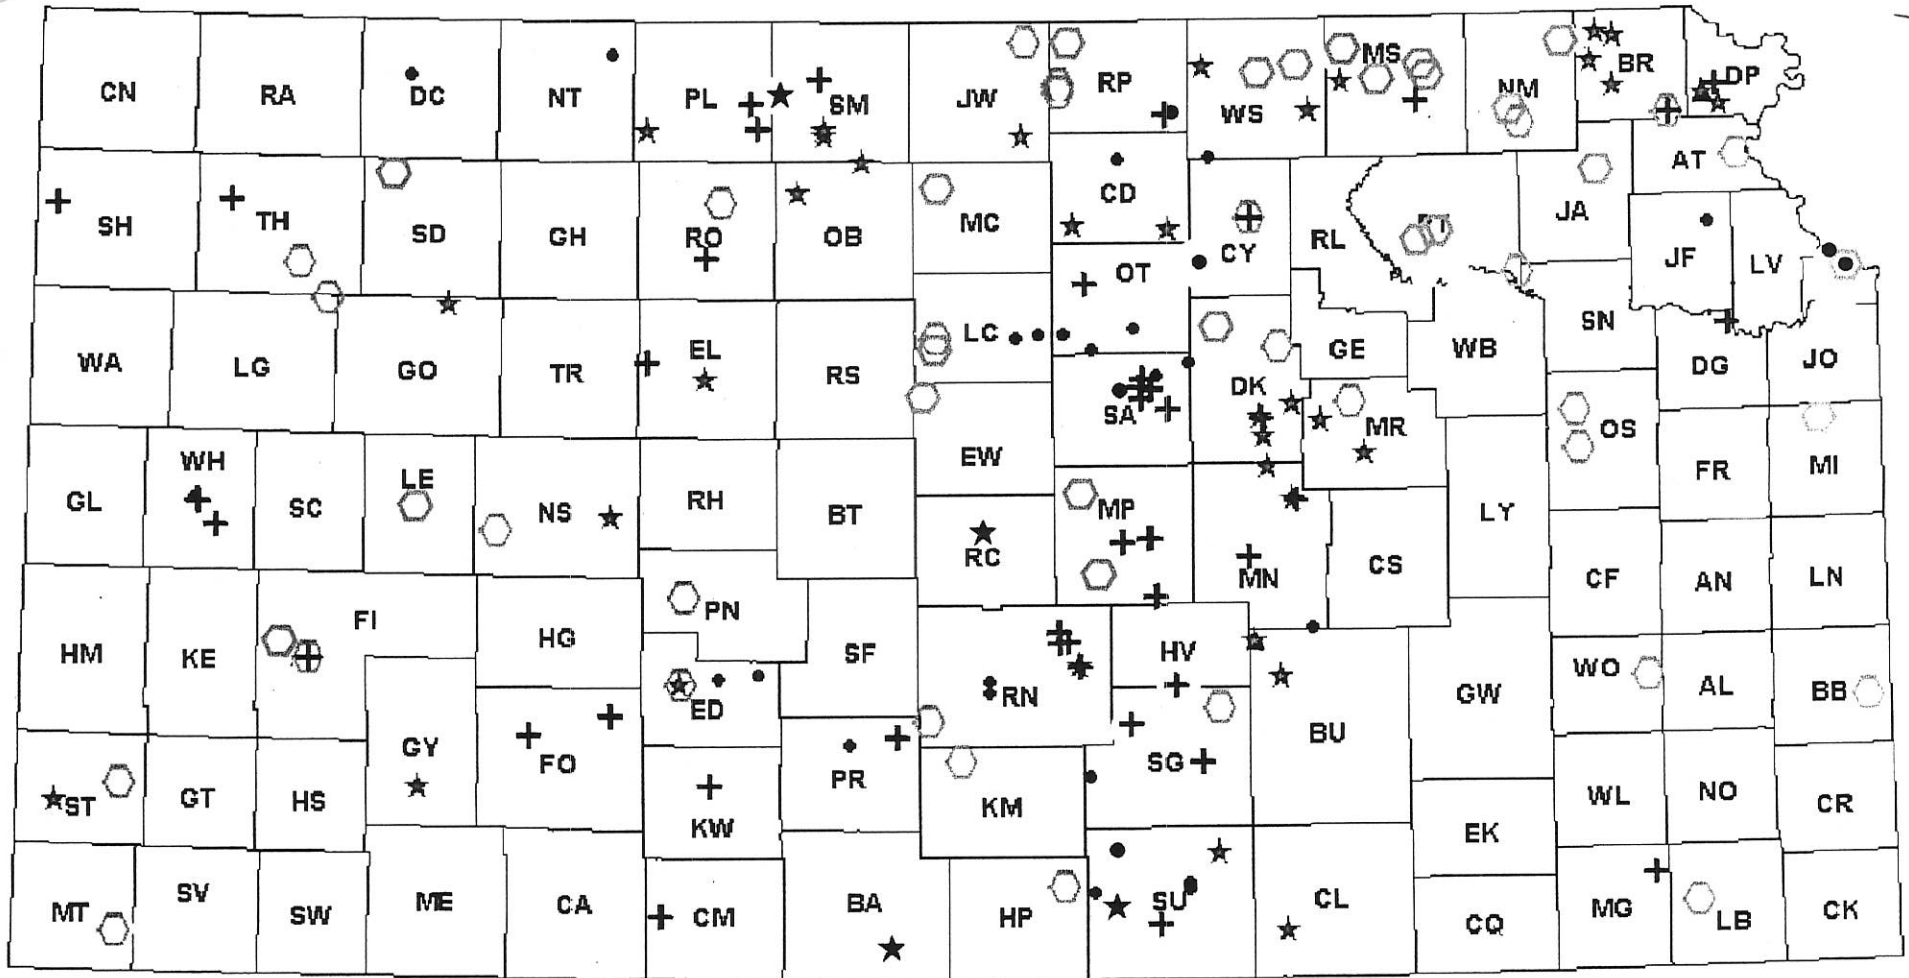 CN RA DC NT PL SM JW RP WS MS NM BR DP
SH TH SD GH RO OB MC CD CY RL JA AT
OT JF LV
WA LG GO TR EL RS LC SA DK GE WB SN DG JO
MR OS
GL WH SC LE NS RH BT EW MP LY FR MI
RC MN CS CF AN LN
HM KE FI HG PN SF RN HV GW WO AL BB
ED
ST GT HS GY FO KW PR KM SG BU EK WL NO CR
MT SV SW ME CA CM BA HP SU CL CQ MG LB CK